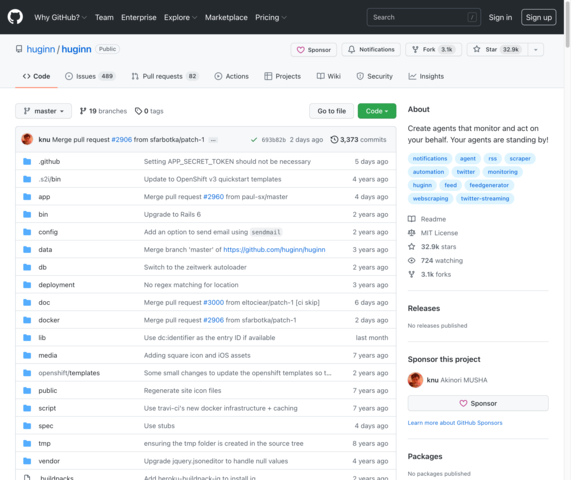 Why GitHub? Team Enterprise Explore Marketplace Pricing Search / Sign in Sign up
huginn / huginn Public Sponsor Notifications Fork 3.1k Star 32.9k
Code Issues 489 Pull requests 82 Actions Projects Wiki Security Insights
master 19 branches 0 tags Go to file Code
knu Merge pull request #2906 from sfarbotka/patch-1 ... 693b82b 2 days ago 3,373 commits
.github Setting APP_SECRET_TOKEN should not be necessary 5 days ago
.s2i/bin Update to OpenShift v3 quickstart templates 4 years ago
app Merge pull request #2960 from paul-sx/master 4 days ago
bin Upgrade to Rails 6 2 years ago
config Add an option to send email using sendmail 2 years ago
data Merge branch 'master' of https://github.com/huginn/huginn 3 years ago
db Switch to the zeitwerk autoloader 2 years ago
deployment No regex matching for location 3 years ago
doc Merge pull request #3000 from eltociear/patch-1 [ci skip] 6 days ago
docker Merge pull request #2906 from sfarbotka/patch-1 2 days ago
lib Use dc:identifier as the entry ID if available last month
media Adding square icon and iOS assets 7 years ago
openshift/templates Some small changes to update the openshift templates so t... 2 years ago
public Regenerate site icon files 7 years ago
script Use travi-ci's new docker infrastructure + caching 7 years ago
spec Use stubs 4 days ago
tmp ensuring the tmp folder is created in the source tree 8 years ago
vendor Upgrade jquery.jsoneditor to handle null values 4 years ago
.buildpacks Add heroku-buildpack-jq to install jq 2 years ago
About
Create agents that monitor and act on
your behalf. Your agents are standing by!
notifications agent rss scraper
automation twitter monitoring
huginn feed feedgenerator
webscraping twitter-streaming
Readme
MIT License
32.9k stars
724 watching
3.1k forks
Releases
No releases published
Sponsor this project
knu Akinori MUSHA
Sponsor
Learn more about GitHub Sponsors
Packages
No packages published